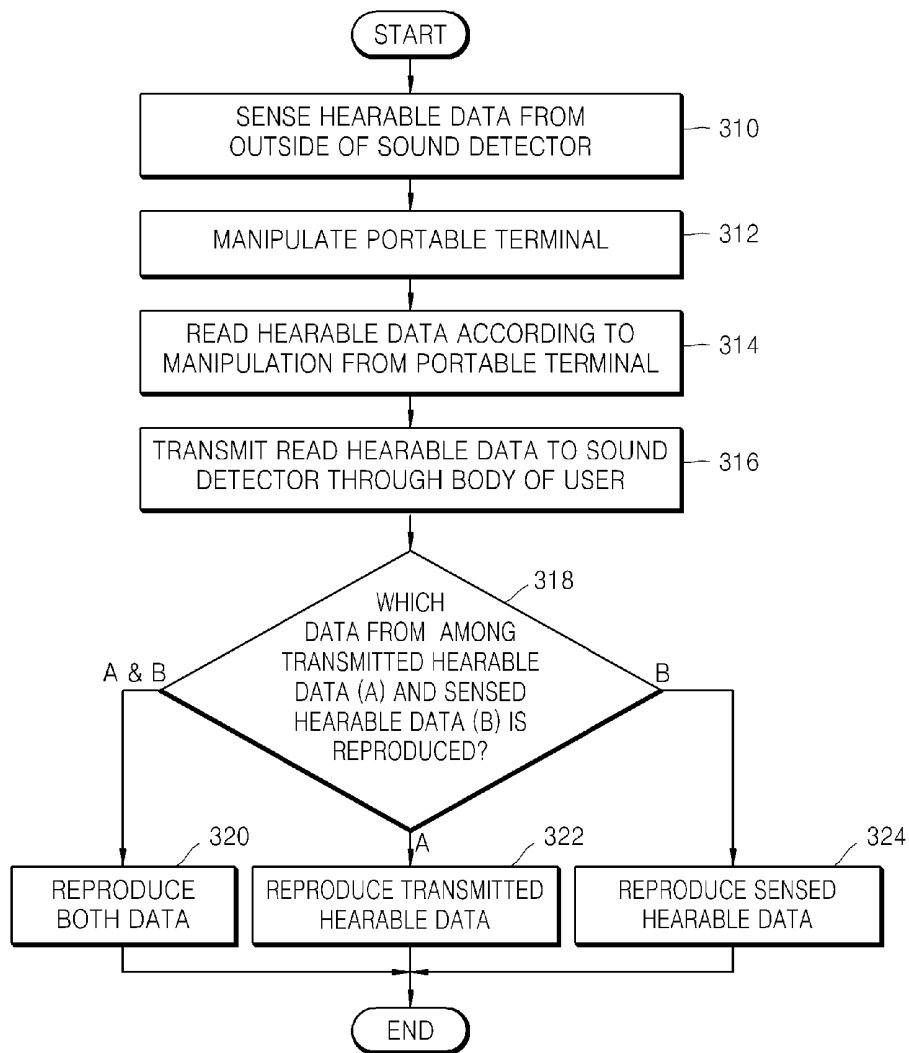 START
SENSE HEARABLE DATA FROM
OUTSIDE OF SOUND DETECTOR
310
MANIPULATE PORTABLE TERMINAL
312
READ HEARABLE DATA ACCORDING TO
MANIPULATION FROM PORTABLE TERMINAL
314
TRANSMIT READ HEARABLE DATA TO SOUND
DETECTOR THROUGH BODY OF USER
316
318
WHICH
DATA FROM AMONG
TRANSMITTED HEARABLE
DATA (A) AND SENSED
HEARABLE DATA (B) IS
REPRODUCED?
A & B
B
A
320
REPRODUCE
BOTH DATA
322
REPRODUCE TRANSMITTED
HEARABLE DATA
324
REPRODUCE SENSED
HEARABLE DATA
END